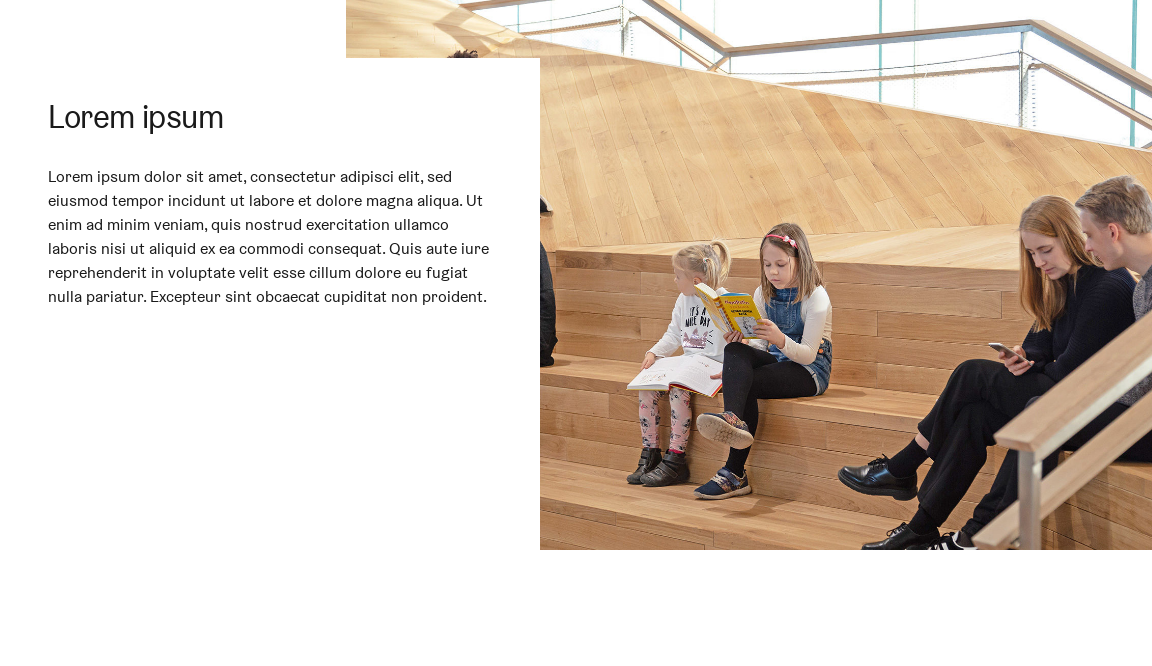 Lorem ipsum
Lorem ipsum dolor sit amet, consectetur adipisci elit, sed
eiusmod tempor incidunt ut labore et dolore magna aliqua. Ut
enim ad minim veniam, quis nostrud exercitation ullamco
laboris nisi ut aliquid ex ea commodi consequat. Quis aute iure
reprehenderit in voluptate velit esse cillum dolore eu fugiat
nulla pariatur. Excepteur sint obcaecat cupiditat non proident.
IT'S A
NICE DAY